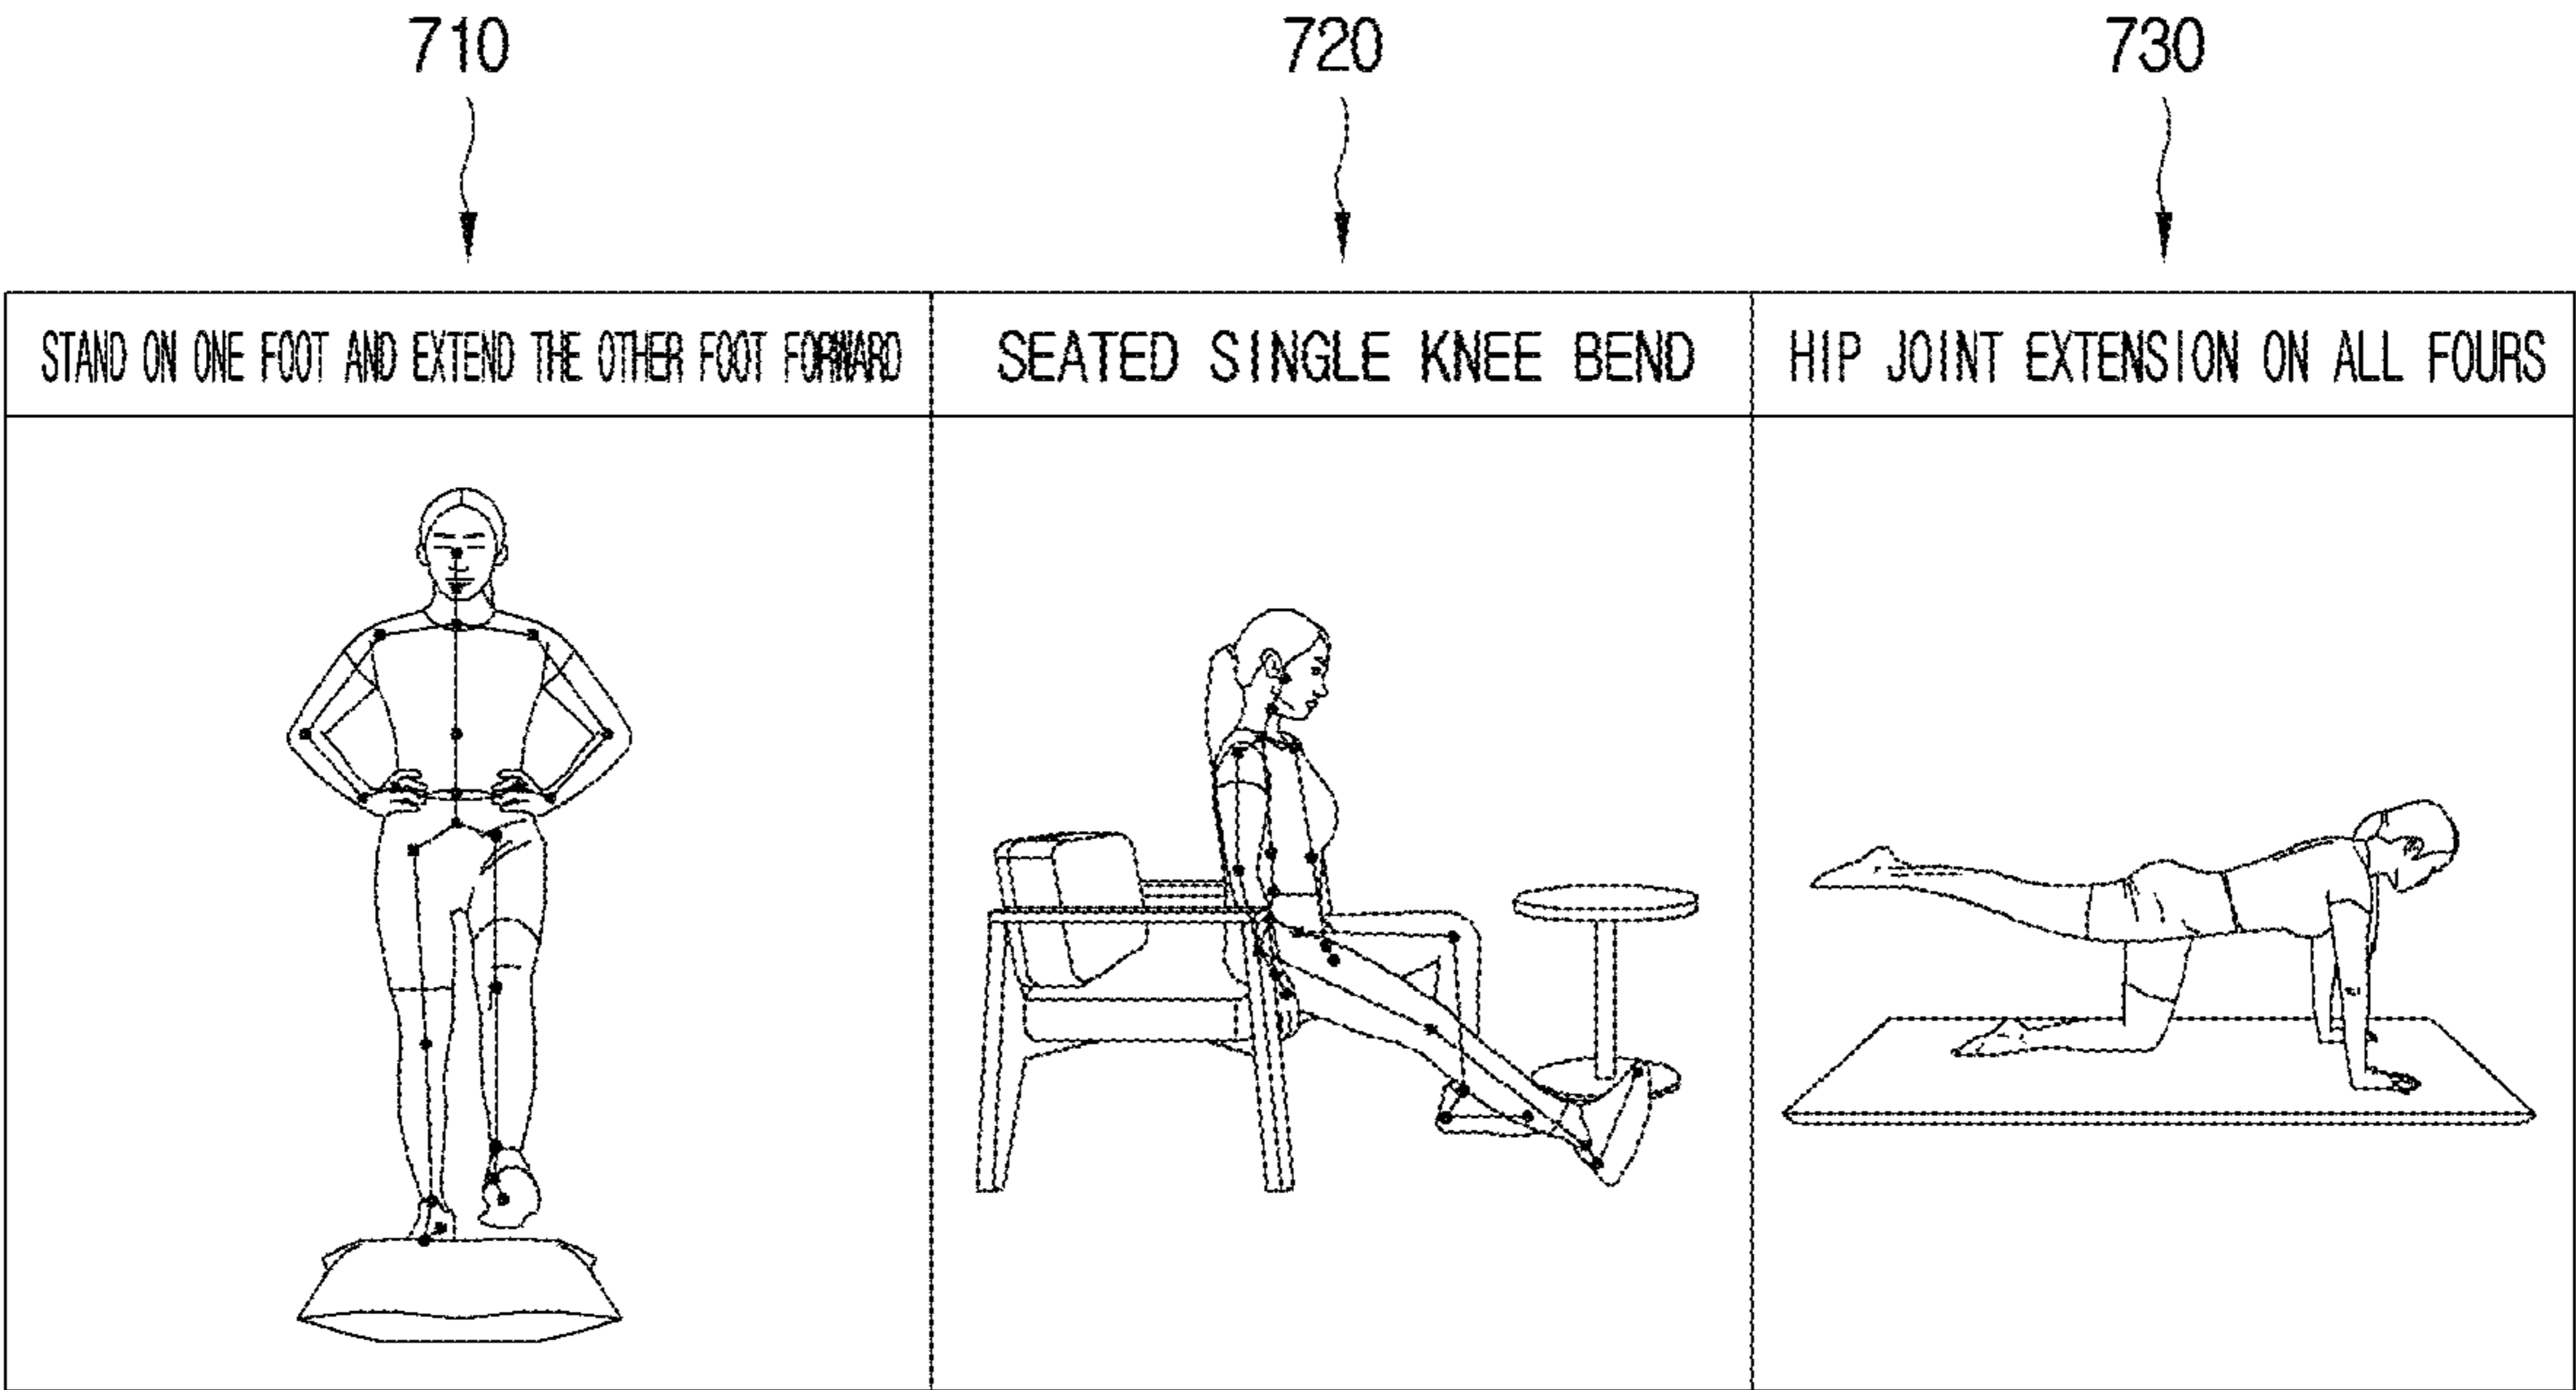 710
720
730
STAND ON ONE FOOT AND EXTEND THE OTHER FOOT FORWARD
SEATED SINGLE KNEE BEND
HIP JOINT EXTENSION ON ALL FOURS